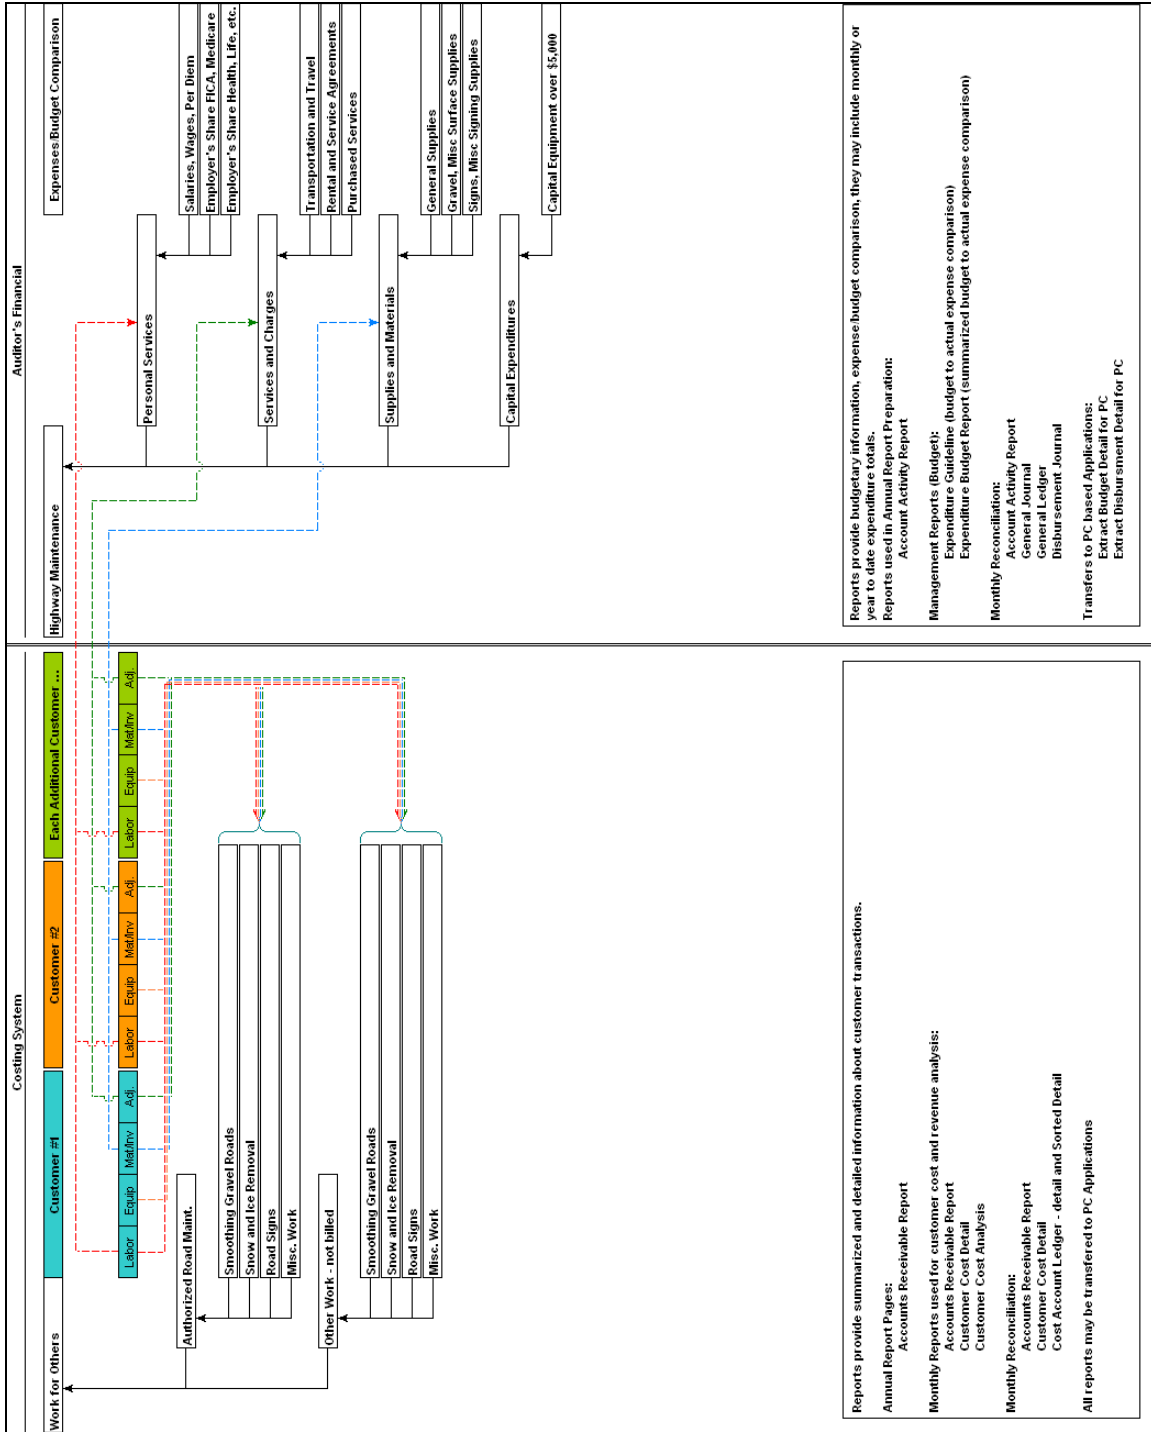 Costing System
Auditor's Financial
Work for Others
Customer #1
Customer #2
Each Additional Customer ...
Highway Maintenance
Expenses/Budget Comparison
Labor
Equip
Mat/Inv
Adj.
Labor
Equip
Mat/Inv
Adj.
Labor
Equip
Mat/Inv
Adj.
Authorized Road Maint.
Smoothing Gravel Roads
Snow and Ice Removal
Road Signs
Misc. Work
Other Work - not billed
Smoothing Gravel Roads
Snow and Ice Removal
Road Signs
Misc. Work
Personal Services
Salaries, Wages, Per Diem
Employer's Share FICA, Medicare
Employer's Share Health, Life, etc.
Services and Charges
Transportation and Travel
Rental and Service Agreements
Purchased Services
Supplies and Materials
General Supplies
Gravel, Misc Surface Supplies
Signs, Misc Signing Supplies
Capital Expenditures
Capital Equipment over $5,000
Reports provide summarized and detailed information about customer transactions.
Annual Report Pages:
Accounts Receivable Report
Monthly Reports used for customer cost and revenue analysis:
Accounts Receivable Report
Customer Cost Detail
Customer Cost Analysis
Monthly Reconciliation:
Accounts Receivable Report
Customer Cost Detail
Cost Account Ledger - detail and Sorted Detail
All reports may be transferred to PC Applications
Reports provide budgetary information, expense/budget comparison, they may include monthly or
year to date expenditure totals.
Reports used in Annual Report Preparation:
Account Activity Report
Management Reports (Budget):
Expenditure Guideline (budget to actual expense comparison)
Expenditure Budget Report (summarized budget to actual expense comparison)
Monthly Reconciliation:
Account Activity Report
General Journal
General Ledger
Disbursement Journal
Transfers to PC based Applications:
Extract Budget Detail for PC
Extract Disbursment Detail for PC